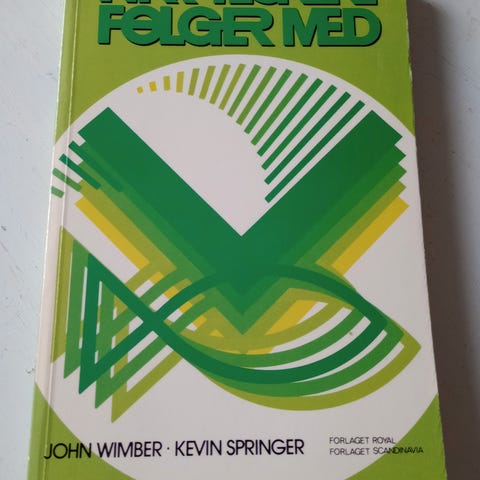 FØLGER MED
JOHN WIMBER · KEVIN SPRINGER
FORLAGET ROYAL
FORLAGET SCANDINAVIA